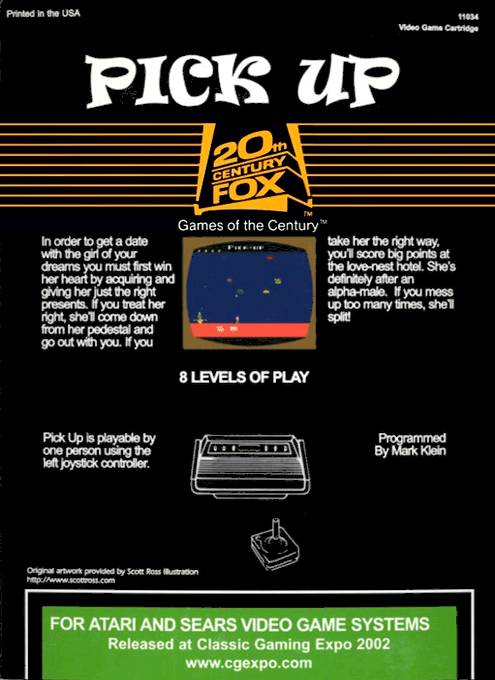 Printed in the USA
11034
Video Game Cartridge
PICK UP
20th
CENTURY
FOX
TM
Games of the Century™
In order to get a date
with the girl of your
dreams you must first win
her heart by acquiring and
giving her just the right
presents. If you treat her
right, she'll come down
from her pedestal and
go out with you. If you
Pick-up
take her the right way,
you'll score big points at
the love-nest hotel. She's
definitely after an
alpha-male. If you mess
up too many times, she'll
split!
8 LEVELS OF PLAY
Pick Up is playable by
one person using the
left joystick controller.
Programmed
By Mark Klein
Original artwork provided by Scott Ross Illustration
http://www.scottross.com
FOR ATARI AND SEARS VIDEO GAME SYSTEMS
Released at Classic Gaming Expo 2002
www.cgexpo.com